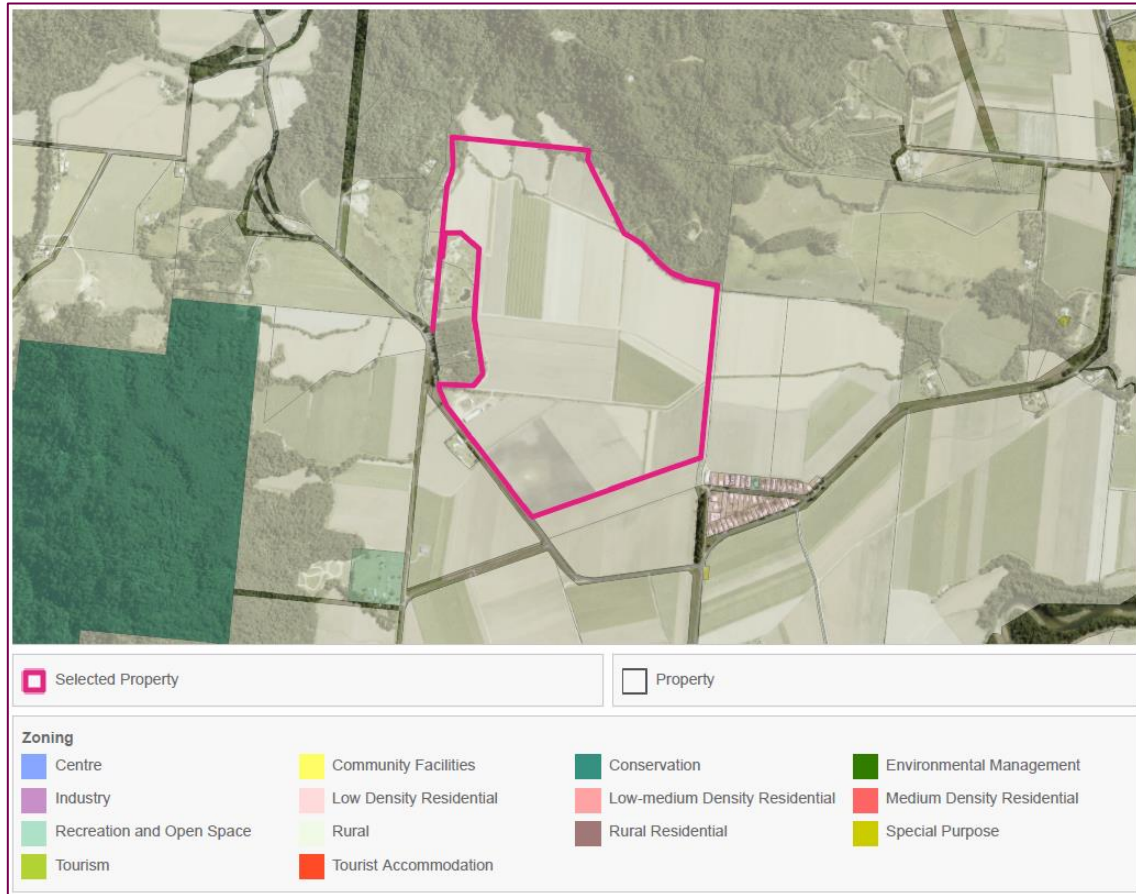 Selected Property
Property
Zoning
Centre
Community Facilities
Conservation
Environmental Management
Industry
Low Density Residential
Low-medium Density Residential
Medium Density Residential
Recreation and Open Space
Rural
Rural Residential
Special Purpose
Tourism
Tourist Accommodation